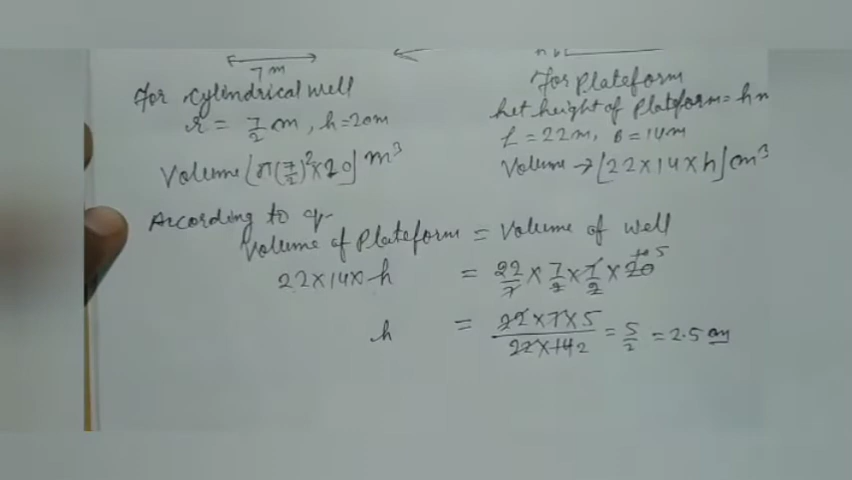 7m
For cylindrical well
r = 7/2 m, h=20m
Volume [π(7/2)²×20] m³
For Plateform
let height of Plateform = h m
L = 22m, B = 14m
Volume → [22×14×h] m³
According to q-
Volume of Plateform = Volume of well
22×14×h = 22/7 × 7/2 × 7/2 × 20 10 5
h = 22×7×5 / 22×14 2 = 5/2 = 2.5 m